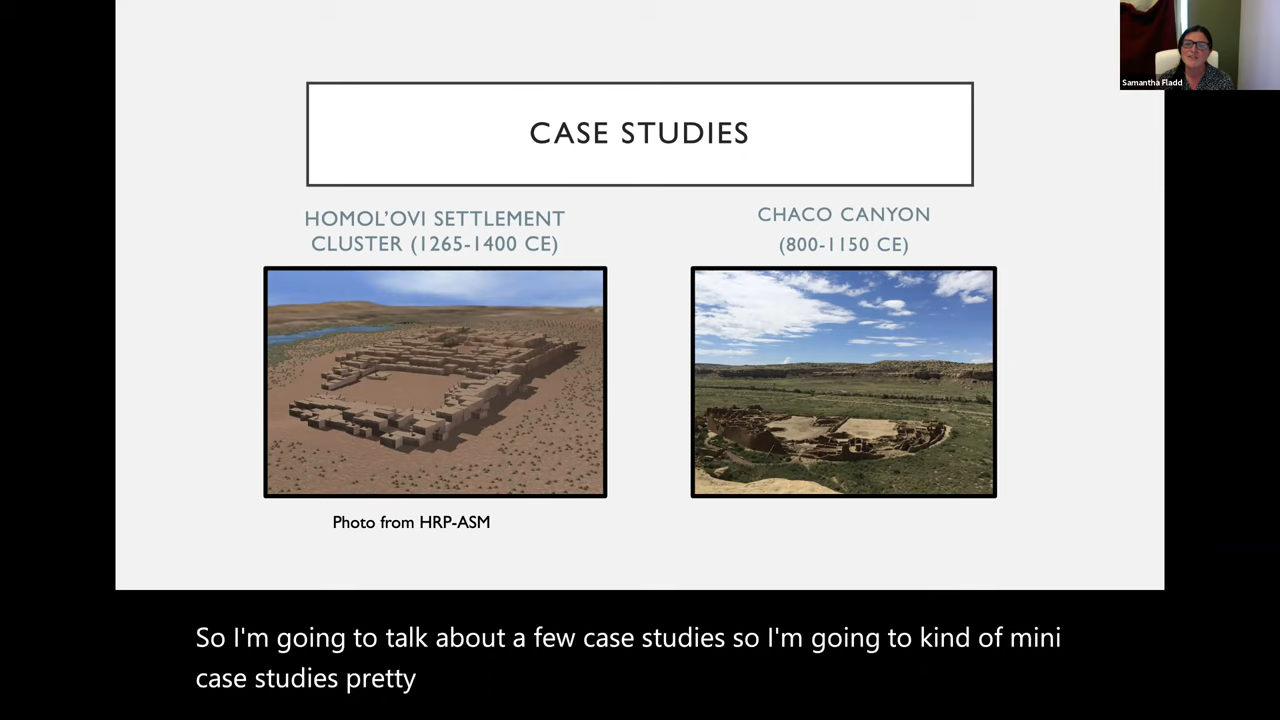 Samantha Fladd
CASE STUDIES
HOMOL'OVI SETTLEMENT
CLUSTER (1265-1400 CE)
CHACO CANYON
(800-1150 CE)
Photo from HRP-ASM
So I'm going to talk about a few case studies so I'm going to kind of mini
case studies pretty